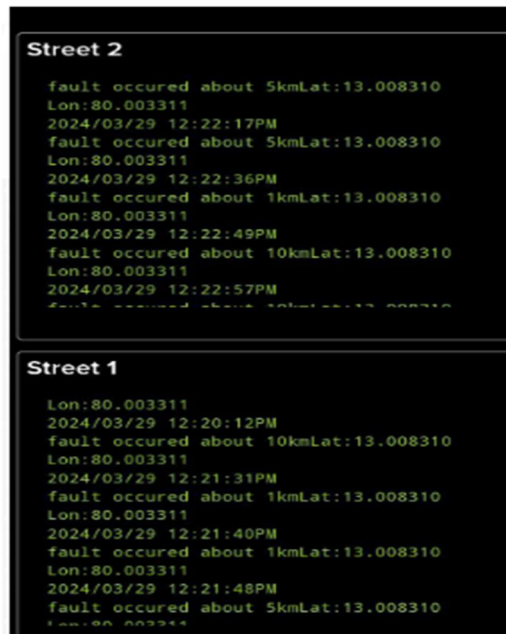 Street 2
fault occured about 5kmLat:13.008310
Lon:80.003311
2024/03/29 12:22:17PM
fault occured about 5kmLat:13.008310
Lon:80.003311
2024/03/29 12:22:36PM
fault occured about 1kmLat:13.008310
Lon:80.003311
2024/03/29 12:22:49PM
fault occured about 10kmLat:13.008310
Lon:80.003311
2024/03/29 12:22:57PM
fault occured about
Street 1
Lon:80.003311
2024/03/29 12:20:12PM
fault occured about 10kmLat:13.008310
Lon:80.003311
2024/03/29 12:21:31PM
fault occured about 1kmLat:13.008310
Lon:80.003311
2024/03/29 12:21:40PM
fault occured about 1kmLat:13.008310
Lon:80.003311
2024/03/29 12:21:48PM
fault occured about 5kmLat:13.008310
Lon:80.003311